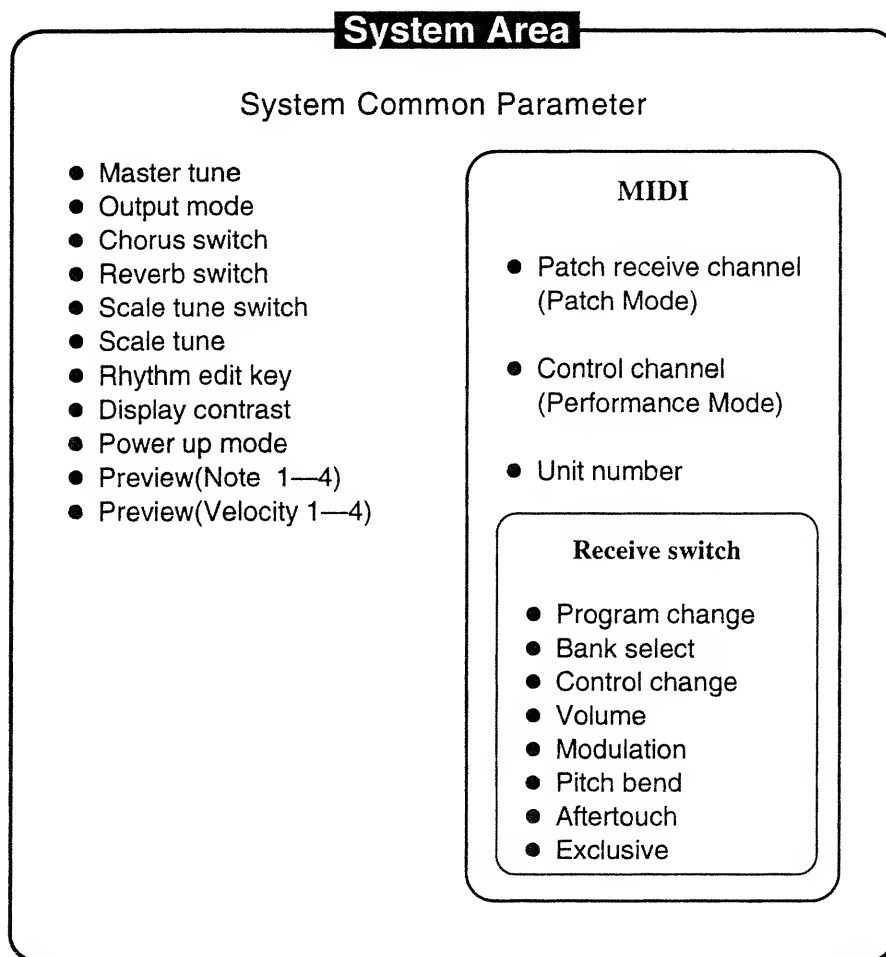 System Area
System Common Parameter
● Master tune
● Output mode
● Chorus switch
● Reverb switch
● Scale tune switch
● Scale tune
● Rhythm edit key
● Display contrast
● Power up mode
● Preview(Note 1—4)
● Preview(Velocity 1—4)
MIDI
● Patch receive channel
(Patch Mode)
● Control channel
(Performance Mode)
● Unit number
Receive switch
● Program change
● Bank select
● Control change
● Volume
● Modulation
● Pitch bend
● Aftertouch
● Exclusive